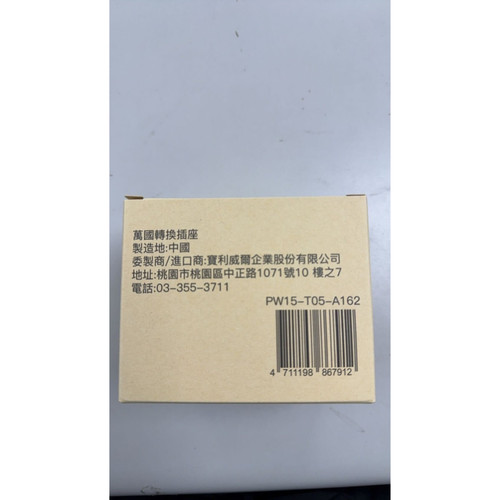 萬國轉換插座
製造地:中國
委製商/進口商:寶利威爾企業股份有限公司
地址:桃園市桃園區中正路1071號10 樓之7
電話:03-355-3711
PW15-T05-A162
4 711198 867912